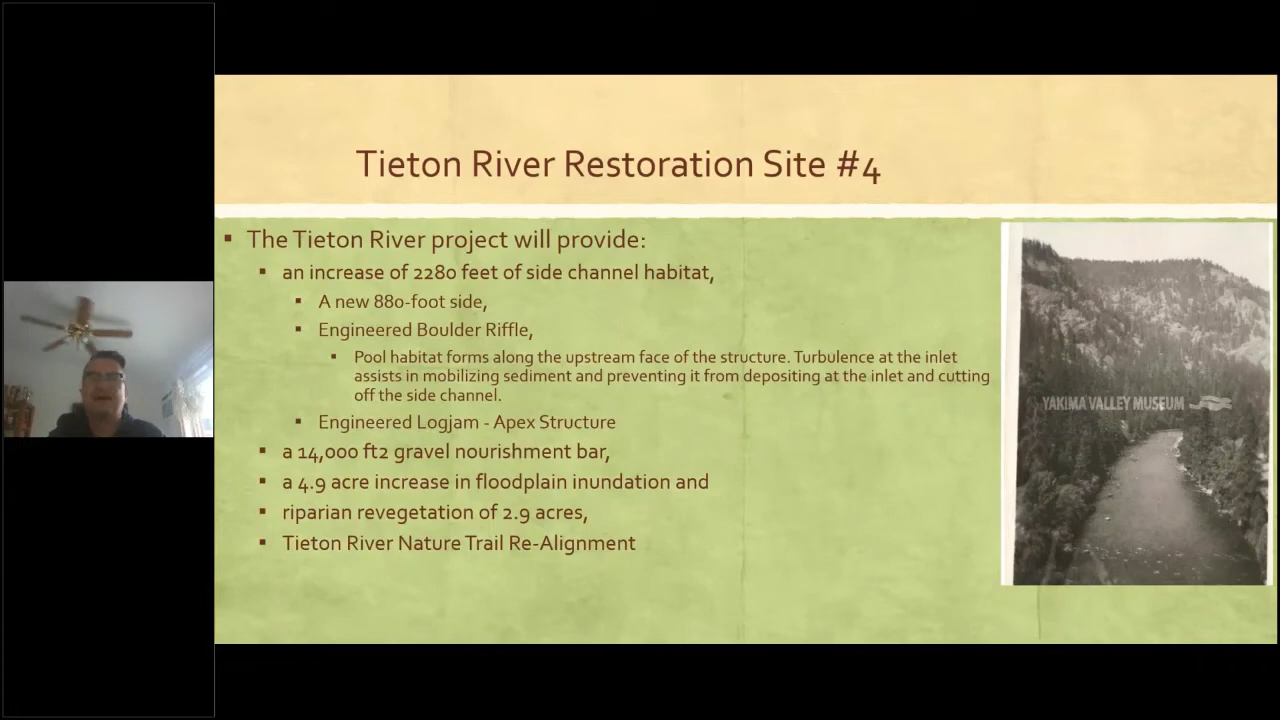 Tieton River Restoration Site #4
▪ The Tieton River project will provide:
▪ an increase of 2280 feet of side channel habitat,
▪ A new 880-foot side,
▪ Engineered Boulder Riffle,
▪ Pool habitat forms along the upstream face of the structure. Turbulence at the inlet
assists in mobilizing sediment and preventing it from depositing at the inlet and cutting
off the side channel.
▪ Engineered Logjam - Apex Structure
▪ a 14,000 ft2 gravel nourishment bar,
▪ a 4.9 acre increase in floodplain inundation and
▪ riparian revegetation of 2.9 acres,
▪ Tieton River Nature Trail Re-Alignment
YAKIMA VALLEY MUSEUM